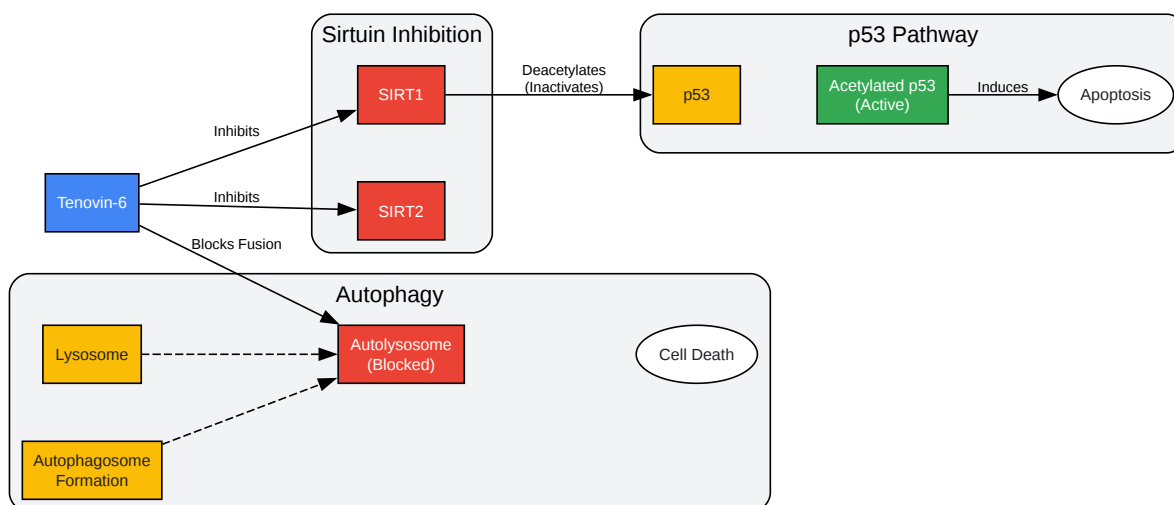 Sirtuin Inhibition
p53 Pathway
SIRT1
Deacetylates
(Inactivates)
p53
Acetylated p53
(Active)
Induces
Apoptosis
Inhibits
Tenovin-6
Inhibits
SIRT2
Blocks Fusion
Autophagy
Lysosome
Autolysosome
(Blocked)
Cell Death
Autophagosome
Formation